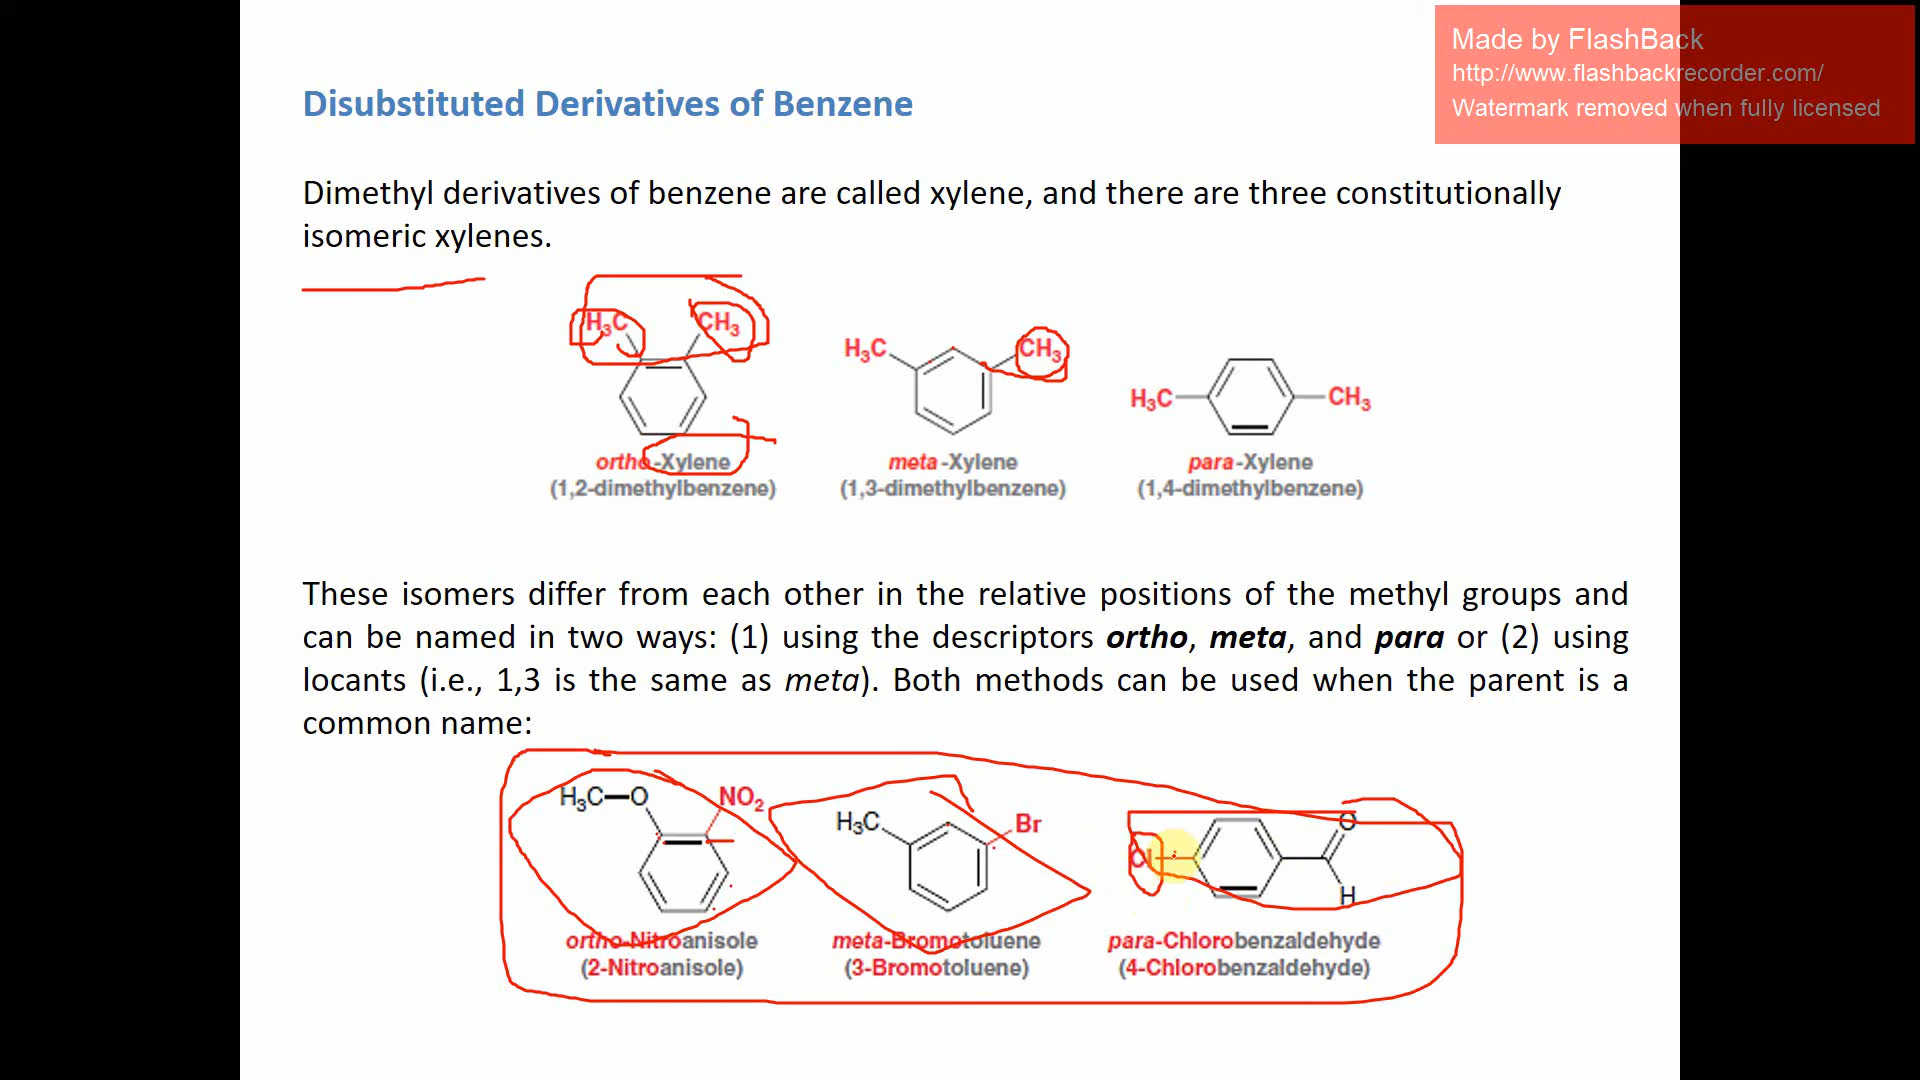 Made by FlashBack
http://www.flashbackrecorder.com/
Watermark removed when fully licensed
Disubstituted Derivatives of Benzene
Dimethyl derivatives of benzene are called xylene, and there are three constitutionally
isomeric xylenes.
H₃C CH₃
H₃C CH₃
H₃C CH₃
ortho-Xylene
(1,2-dimethylbenzene)
meta-Xylene
(1,3-dimethylbenzene)
para-Xylene
(1,4-dimethylbenzene)
These isomers differ from each other in the relative positions of the methyl groups and
can be named in two ways: (1) using the descriptors ortho, meta, and para or (2) using
locants (i.e., 1,3 is the same as meta). Both methods can be used when the parent is a
common name:
H₃C—O NO₂
H₃C Br
Cl O H
ortho-Nitroanisole
(2-Nitroanisole)
meta-Bromotoluene
(3-Bromotoluene)
para-Chlorobenzaldehyde
(4-Chlorobenzaldehyde)